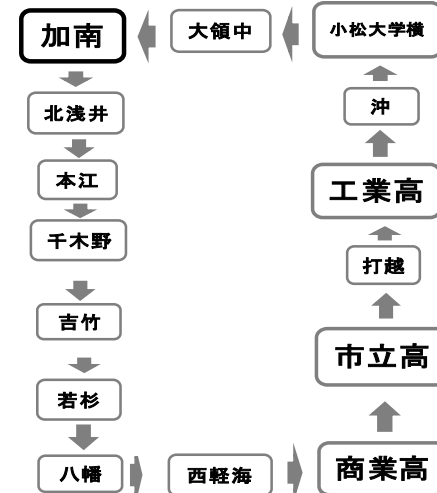 加南
北浅井
本江
千木野
吉竹
若杉
八幡
西軽海
商業高
市立高
打越
工業高
沖
小松大学横
大領中